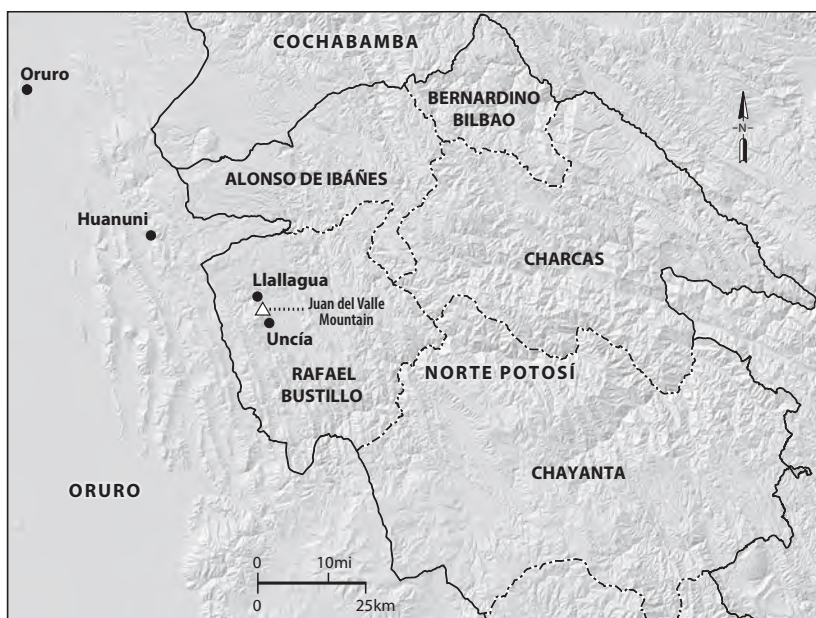 COCHABAMBA
Oruro
BERNARDINO
BILBAO
-N-
ALONSO DE IBÁÑES
Huanuni
CHARCAS
Llallagua
Juan del Valle
Mountain
Uncía
RAFAEL
BUSTILLO
NORTE POTOSÍ
CHAYANTA
ORURO
0 10mi
0 25km